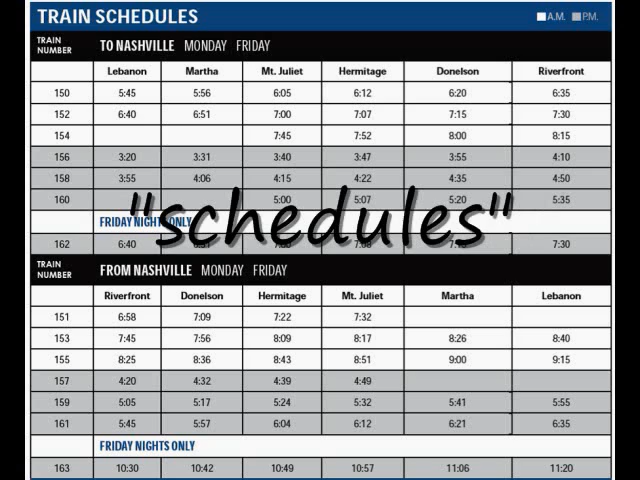 TRAIN SCHEDULES A.M. P.M.
TRAIN NUMBER TO NASHVILLE MONDAY FRIDAY
Lebanon Martha Mt. Juliet Hermitage Donelson Riverfront
150 5:45 5:56 6:05 6:12 6:20 6:35
152 6:40 6:51 7:00 7:07 7:15 7:30
154 7:45 7:52 8:00 8:15
156 3:20 3:31 3:40 3:47 3:55 4:10
158 3:55 4:06 4:15 4:22 4:35 4:50
160 5:00 5:07 5:20 5:35
"schedules"
FRIDAY NIGHTS ONLY
162 6:40 7:30
TRAIN NUMBER FROM NASHVILLE MONDAY FRIDAY
Riverfront Donelson Hermitage Mt. Juliet Martha Lebanon
151 6:58 7:09 7:22 7:32
153 7:45 7:56 8:09 8:17 8:26 8:40
155 8:25 8:36 8:43 8:51 9:00 9:15
157 4:20 4:32 4:39 4:49
159 5:05 5:17 5:24 5:32 5:41 5:55
161 5:45 5:57 6:04 6:12 6:21 6:35
FRIDAY NIGHTS ONLY
163 10:30 10:42 10:49 10:57 11:06 11:20